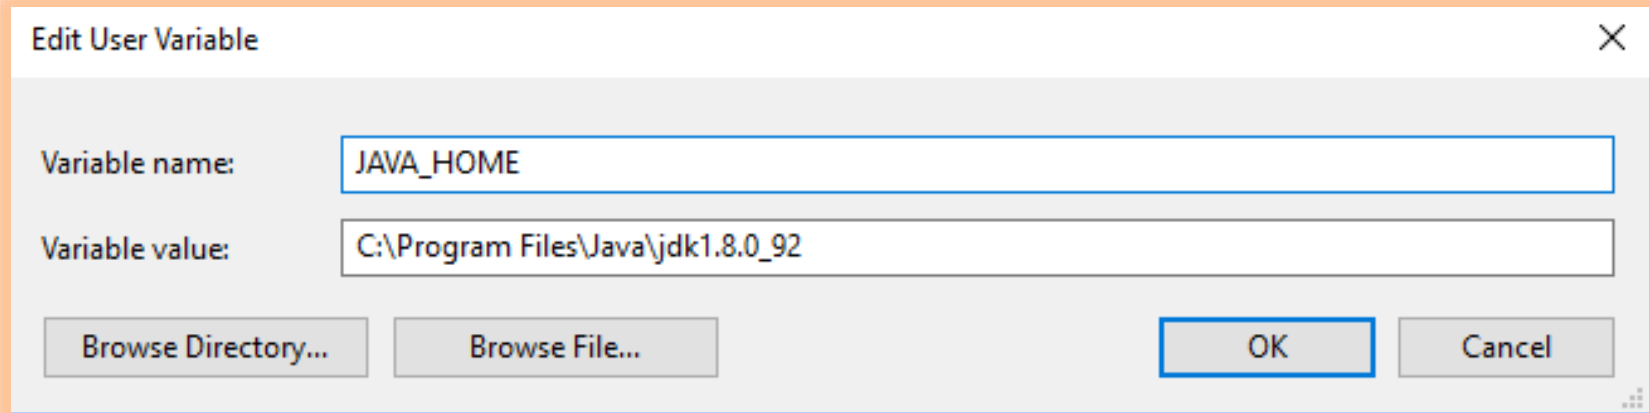 Edit User Variable
Variable name: JAVA_HOME
Variable value: C:\Program Files\Java\jdk1.8.0_92
Browse Directory... Browse File... OK Cancel